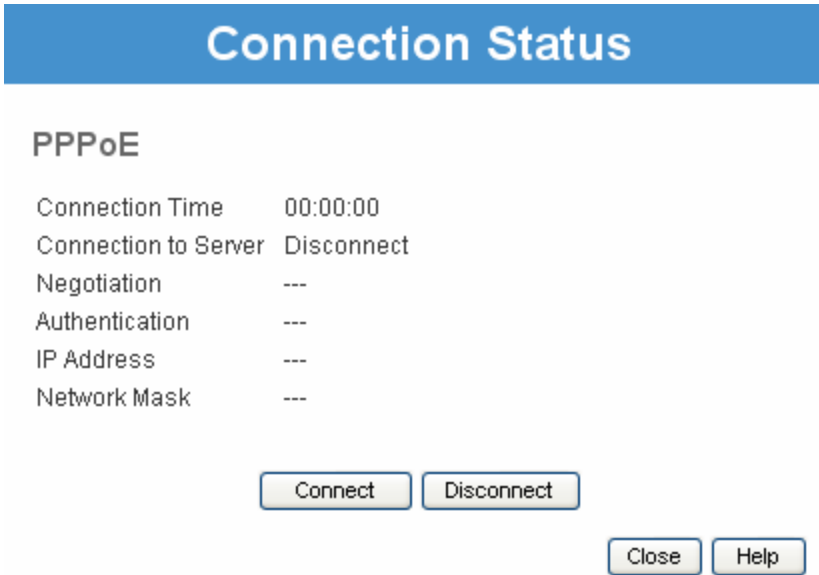 Connection Status
PPPoE
Connection Time 00:00:00
Connection to Server Disconnect
Negotiation ---
Authentication ---
IP Address ---
Network Mask ---
Connect Disconnect
Close Help